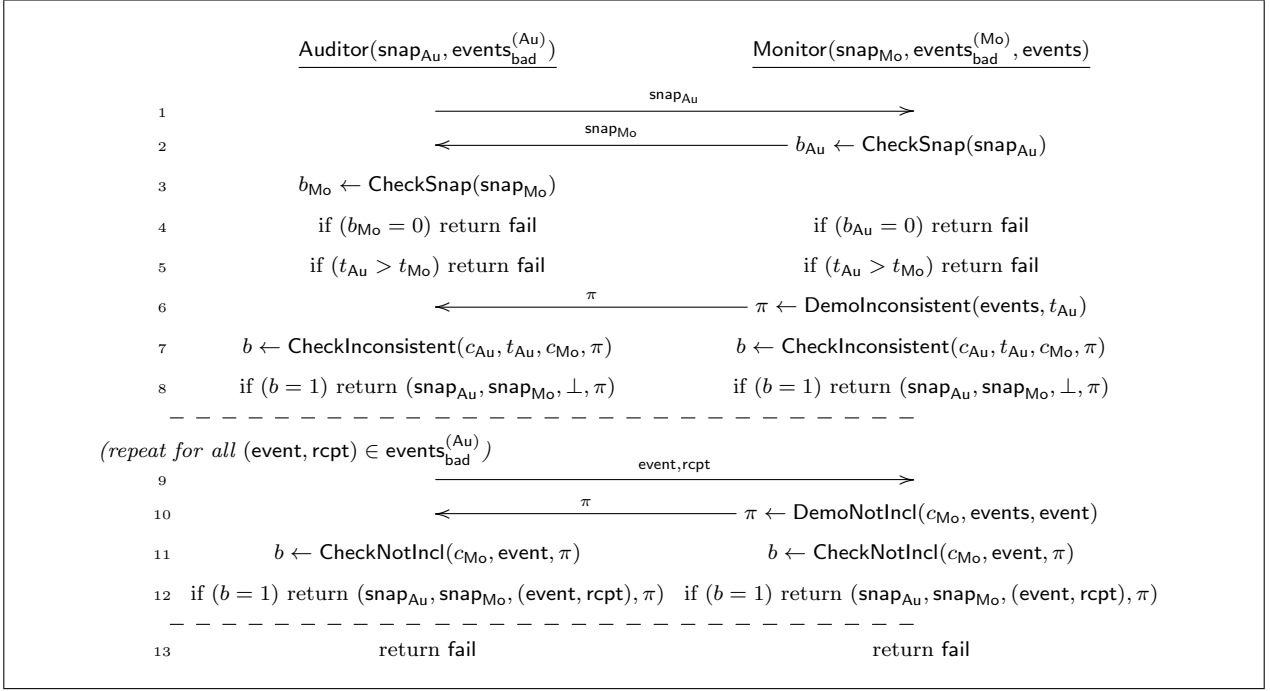 Auditor(snap_Au, events_bad^(Au)) Monitor(snap_Mo, events_bad^(Mo), events)
1 snap_Au
2 snap_Mo b_Au ← CheckSnap(snap_Au)
3 b_Mo ← CheckSnap(snap_Mo)
4 if (b_Mo = 0) return fail if (b_Au = 0) return fail
5 if (t_Au > t_Mo) return fail if (t_Au > t_Mo) return fail
6 π π ← DemoInconsistent(events, t_Au)
7 b ← CheckInconsistent(c_Au, t_Au, c_Mo, π) b ← CheckInconsistent(c_Au, t_Au, c_Mo, π)
8 if (b = 1) return (snap_Au, snap_Mo, ⊥, π) if (b = 1) return (snap_Au, snap_Mo, ⊥, π)
(repeat for all (event, rcpt) ∈ events_bad^(Au))
9 event,rcpt
10 π π ← DemoNotIncl(c_Mo, events, event)
11 b ← CheckNotIncl(c_Mo, event, π) b ← CheckNotIncl(c_Mo, event, π)
12 if (b = 1) return (snap_Au, snap_Mo, (event, rcpt), π) if (b = 1) return (snap_Au, snap_Mo, (event, rcpt), π)
13 return fail return fail